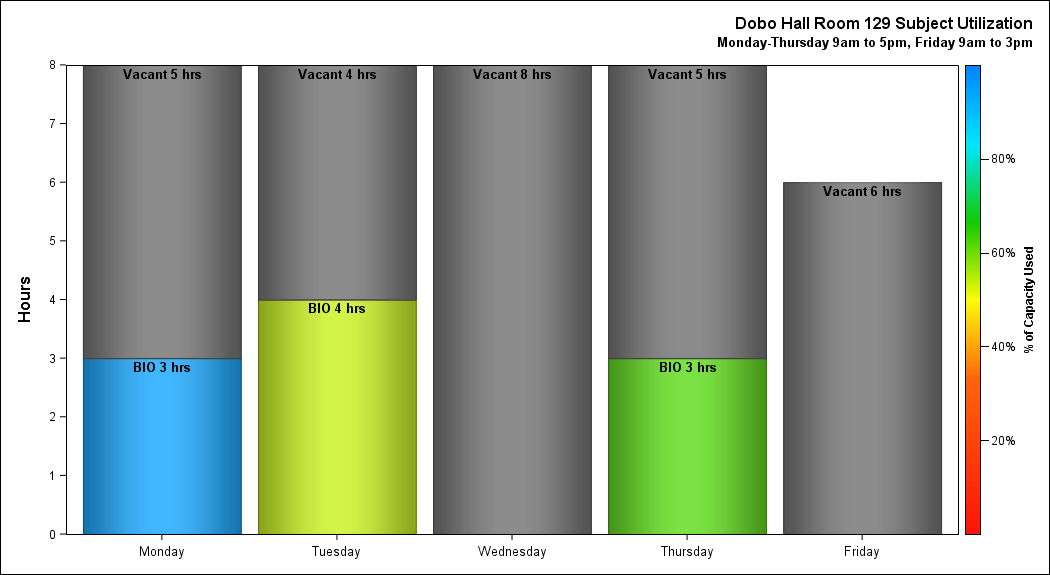 Dobo Hall Room 129 Subject Utilization
Monday-Thursday 9am to 5pm, Friday 9am to 3pm
8
7
6
5
4
3
2
1
0
Hours
Vacant 5 hrs
BIO 3 hrs
Vacant 4 hrs
BIO 4 hrs
Vacant 8 hrs
Vacant 5 hrs
BIO 3 hrs
Vacant 6 hrs
Monday
Tuesday
Wednesday
Thursday
Friday
80%
60%
40%
20%
% of Capacity Used